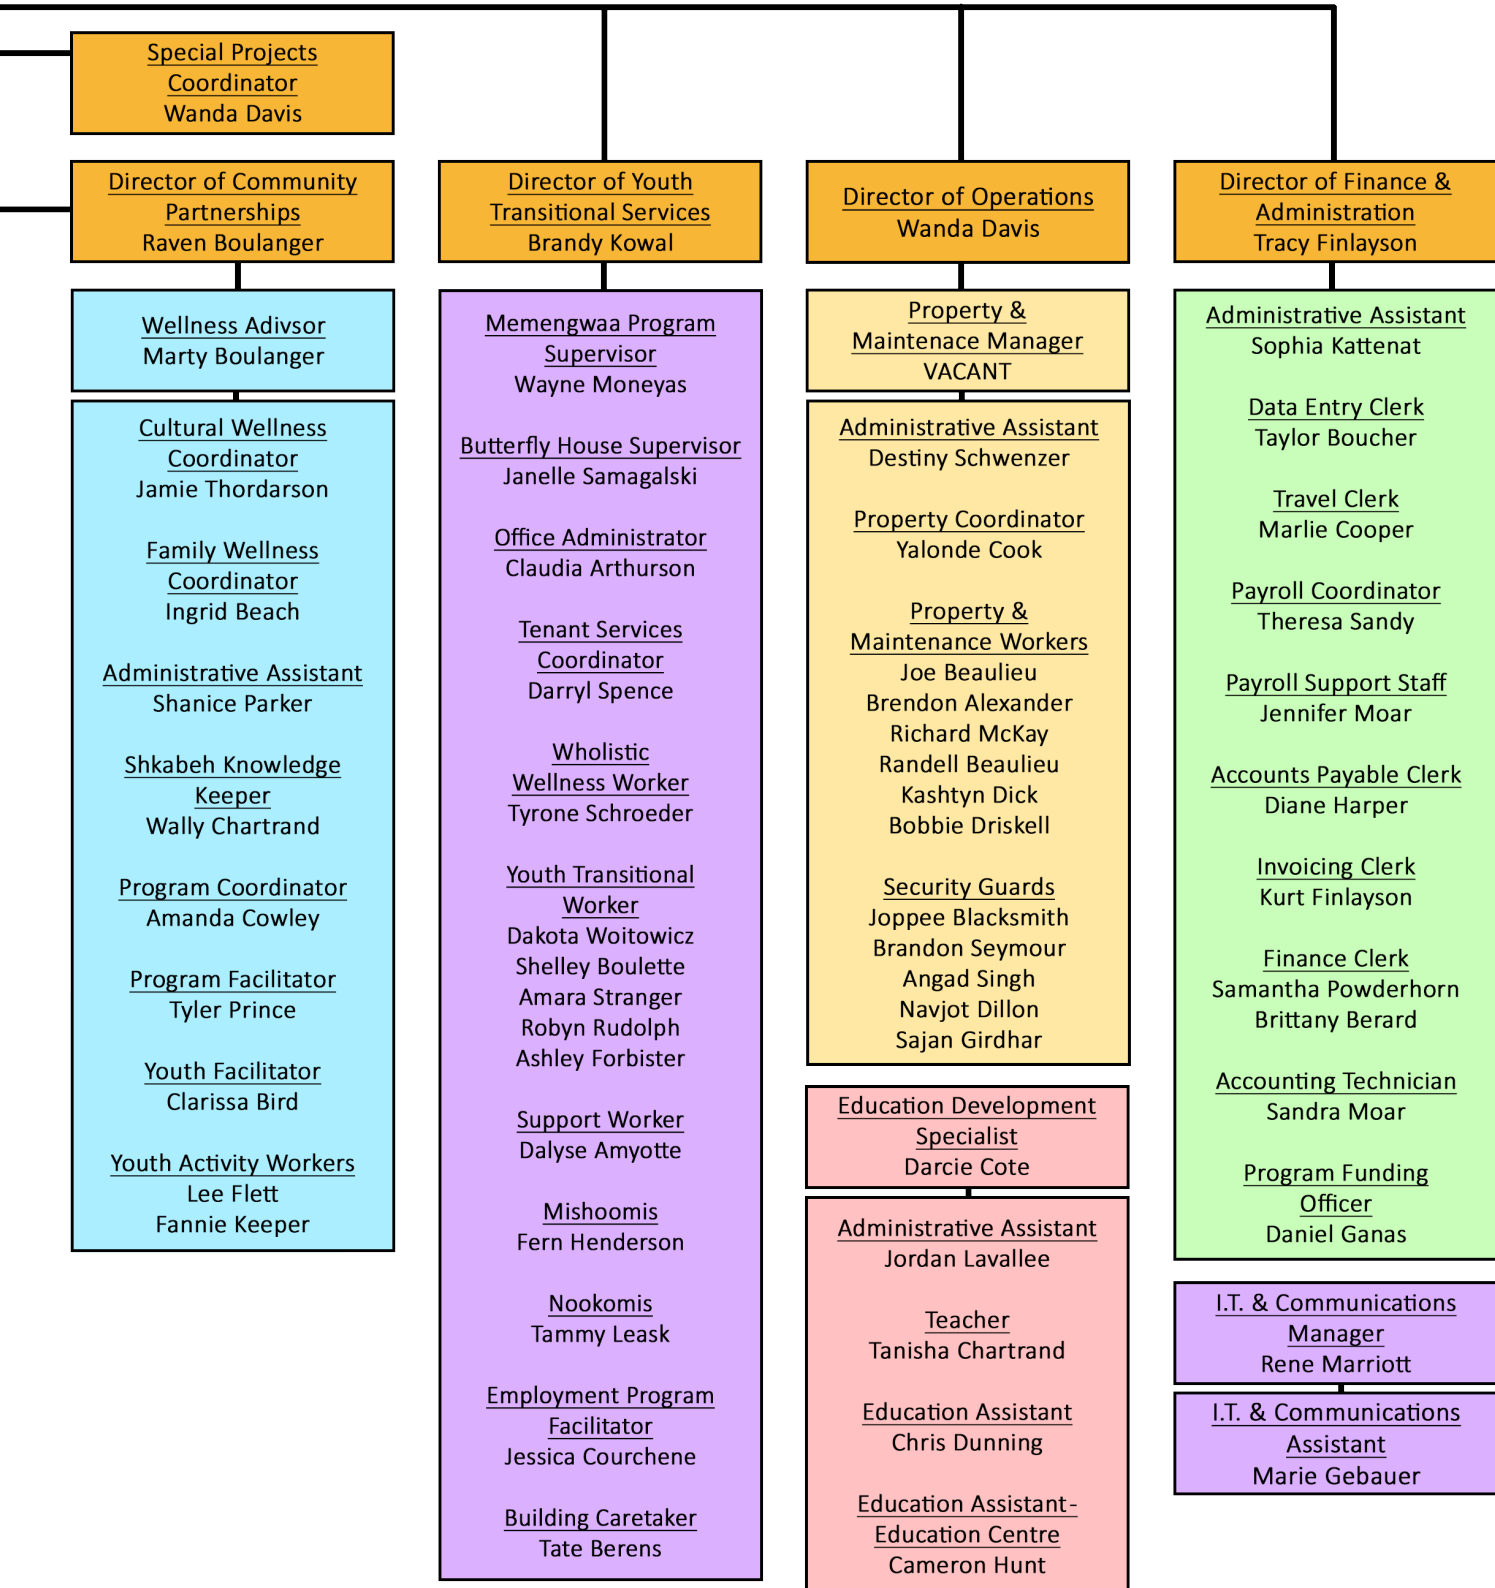 Special Projects
Coordinator
Wanda Davis
Director of Community
Partnerships
Raven Boulanger
Wellness Adivsor
Marty Boulanger
Cultural Wellness
Coordinator
Jamie Thordarson
Family Wellness
Coordinator
Ingrid Beach
Administrative Assistant
Shanice Parker
Shkabeh Knowledge
Keeper
Wally Chartrand
Program Coordinator
Amanda Cowley
Program Facilitator
Tyler Prince
Youth Facilitator
Clarissa Bird
Youth Activity Workers
Lee Flett
Fannie Keeper
Director of Youth
Transitional Services
Brandy Kowal
Memengwaa Program
Supervisor
Wayne Moneyas
Butterfly House Supervisor
Janelle Samagalski
Office Administrator
Claudia Arthurson
Tenant Services
Coordinator
Darryl Spence
Wholistic
Wellness Worker
Tyrone Schroeder
Youth Transitional
Worker
Dakota Woitowicz
Shelley Boulette
Amara Stranger
Robyn Rudolph
Ashley Forbister
Support Worker
Dalyse Amyotte
Mishoomis
Fern Henderson
Nookomis
Tammy Leask
Employment Program
Facilitator
Jessica Courchene
Building Caretaker
Tate Berens
Director of Operations
Wanda Davis
Property &
Maintenace Manager
VACANT
Administrative Assistant
Destiny Schwenzer
Property Coordinator
Yalonde Cook
Property &
Maintenance Workers
Joe Beaulieu
Brendon Alexander
Richard McKay
Randell Beaulieu
Kashtyn Dick
Bobbie Driskell
Security Guards
Joppee Blacksmith
Brandon Seymour
Angad Singh
Navjot Dillon
Sajan Girdhar
Education Development
Specialist
Darcie Cote
Administrative Assistant
Jordan Lavallee
Teacher
Tanisha Chartrand
Education Assistant
Chris Dunning
Education Assistant-
Education Centre
Cameron Hunt
Director of Finance &
Administration
Tracy Finlayson
Administrative Assistant
Sophia Kattenat
Data Entry Clerk
Taylor Boucher
Travel Clerk
Marlie Cooper
Payroll Coordinator
Theresa Sandy
Payroll Support Staff
Jennifer Moar
Accounts Payable Clerk
Diane Harper
Invoicing Clerk
Kurt Finlayson
Finance Clerk
Samantha Powderhorn
Brittany Berard
Accounting Technician
Sandra Moar
Program Funding
Officer
Daniel Ganas
I.T. & Communications
Manager
Rene Marriott
I.T. & Communications
Assistant
Marie Gebauer